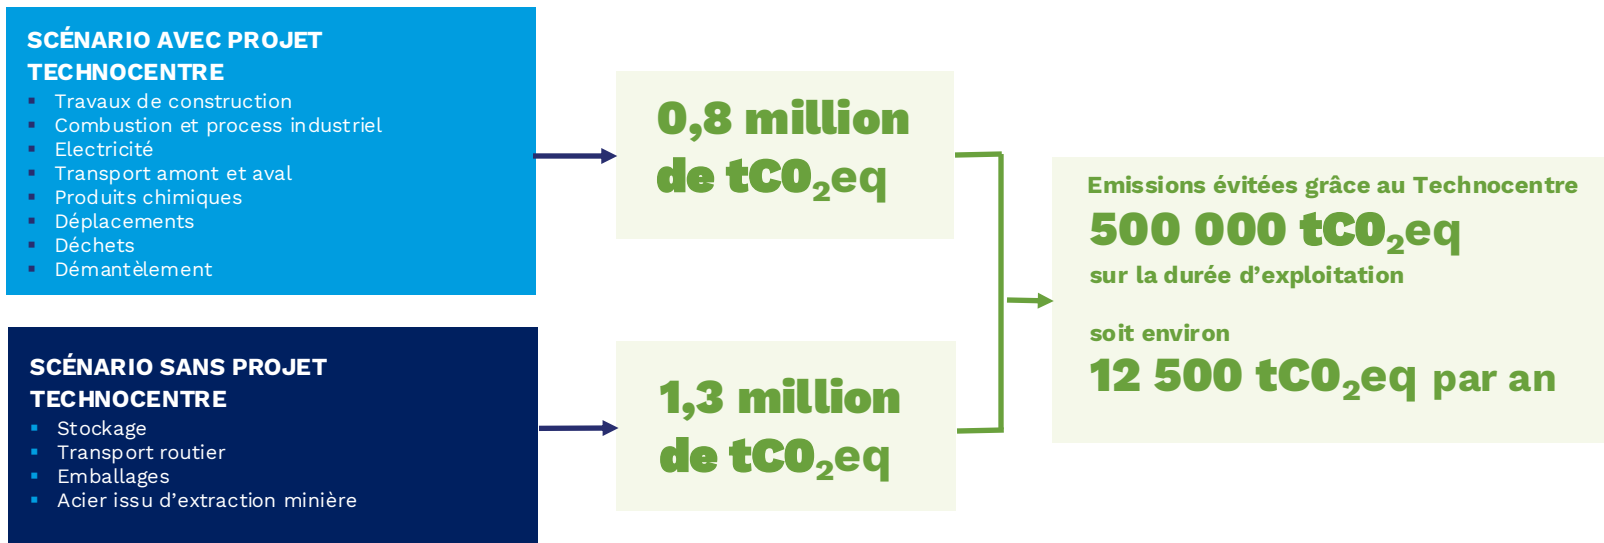 SCÉNARIO AVEC PROJET
TECHNOCENTRE
▪ Travaux de construction
▪ Combustion et process industriel
▪ Electricité
▪ Transport amont et aval
▪ Produits chimiques
▪ Déplacements
▪ Déchets
▪ Démantèlement
0,8 million
de tCO₂eq
SCÉNARIO SANS PROJET
TECHNOCENTRE
▪ Stockage
▪ Transport routier
▪ Emballages
▪ Acier issu d’extraction minière
1,3 million
de tCO₂eq
Emissions évitées grâce au Technocentre
500 000 tCO₂eq
sur la durée d’exploitation
soit environ
12 500 tCO₂eq par an